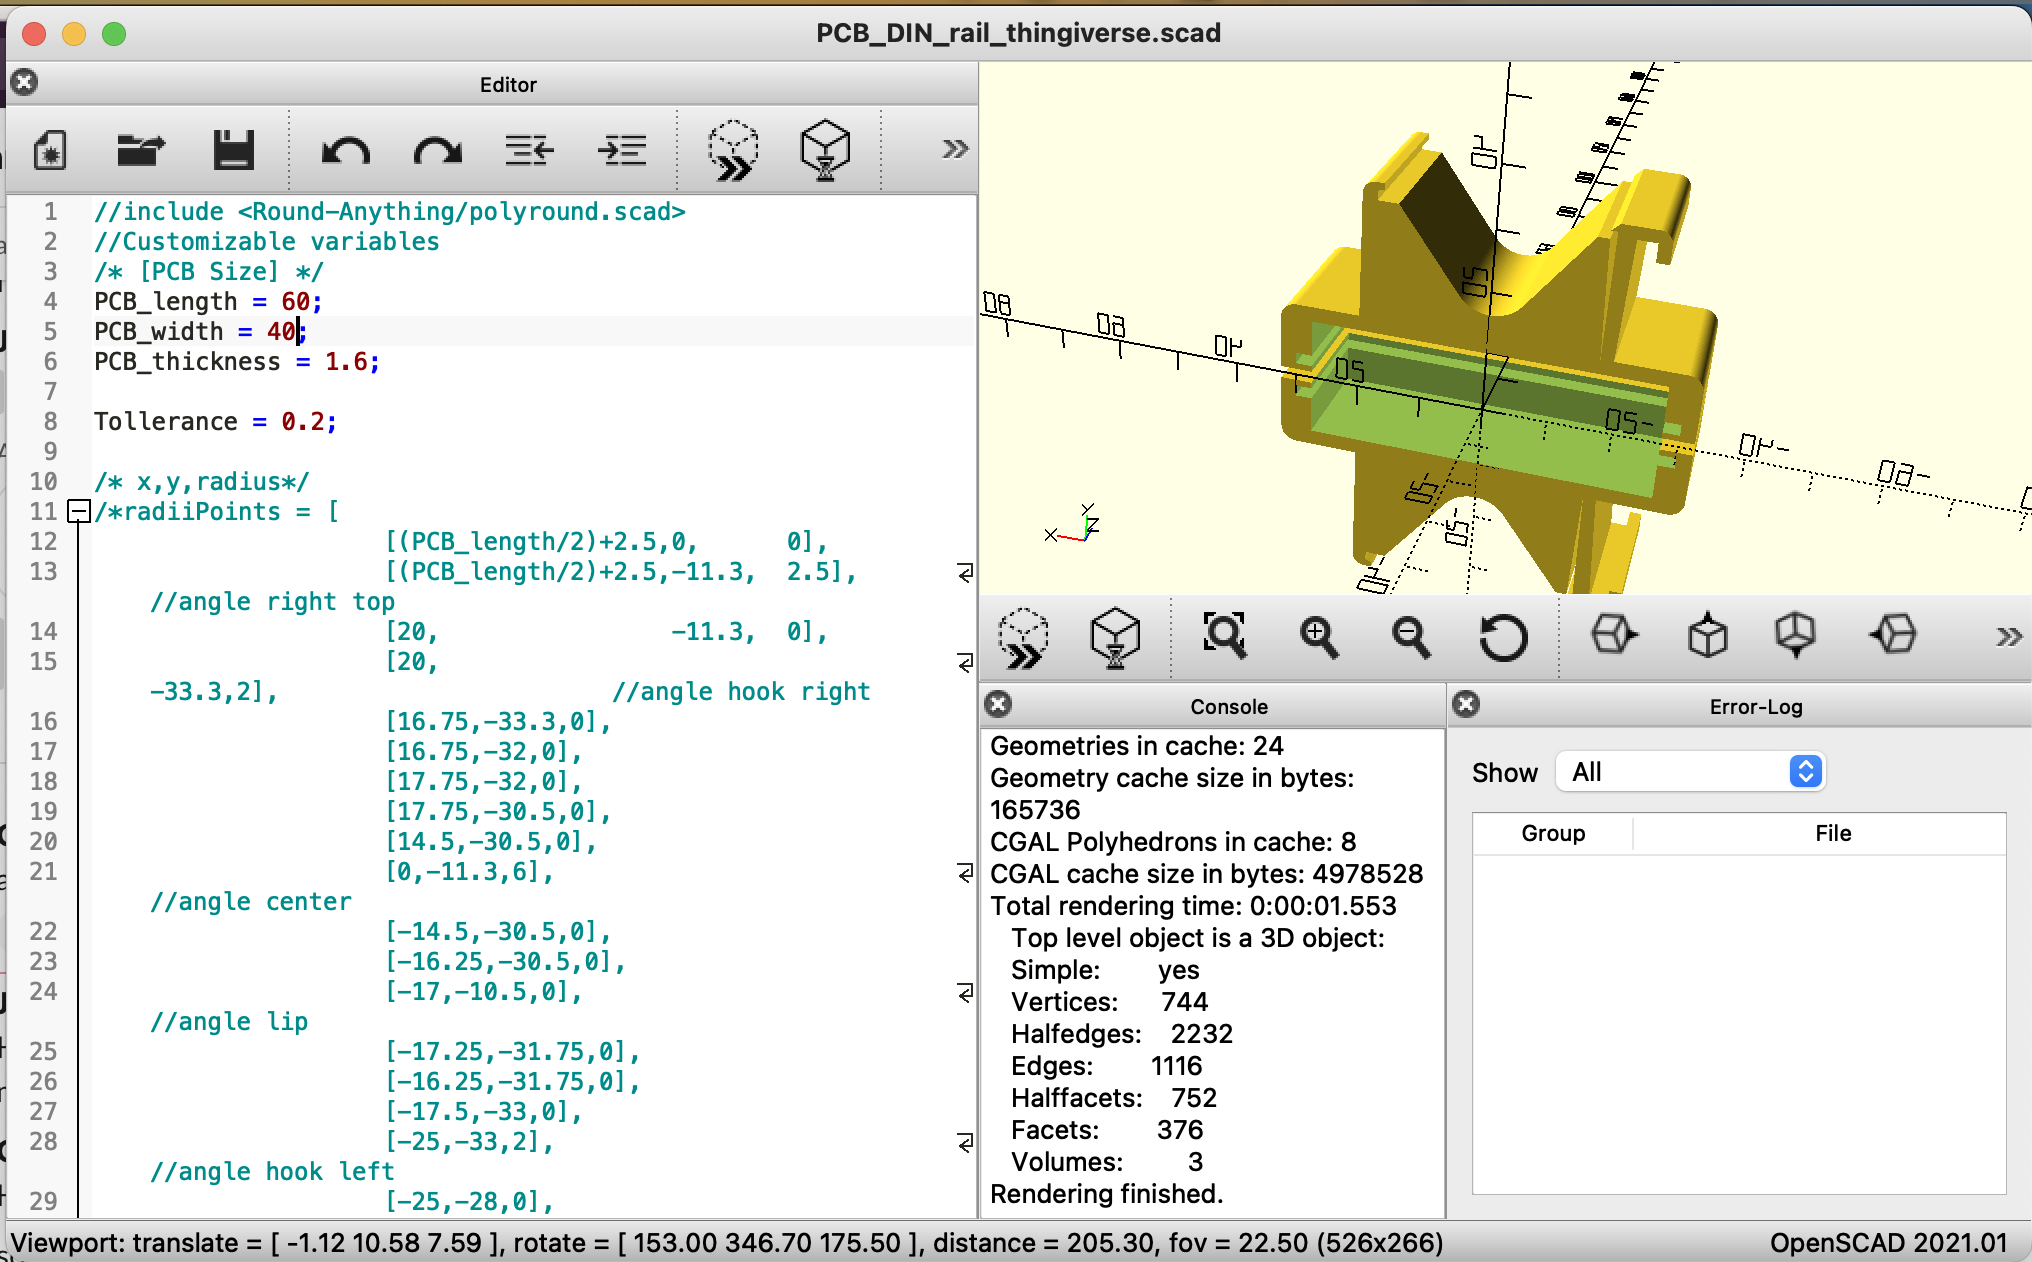 PCB_DIN_rail_thingiverse.scad
Editor
»
1 //include <Round-Anything/polyround.scad>
2 //Customizable variables
3 /* [PCB Size] */
4 PCB_length = 60;
5 PCB_width = 40;
6 PCB_thickness = 1.6;
7
8 Tollerance = 0.2;
9
10 /* x,y,radius*/
11 /*radiiPoints = [
12 [(PCB_length/2)+2.5,0, 0],
13 [(PCB_length/2)+2.5,-11.3, 2.5],
//angle right top
14 [20, -11.3, 0],
15 [20,
-33.3,2], //angle hook right
16 [16.75,-33.3,0],
17 [16.75,-32,0],
18 [17.75,-32,0],
19 [17.75,-30.5,0],
20 [14.5,-30.5,0],
21 [0,-11.3,6],
//angle center
22 [-14.5,-30.5,0],
23 [-16.25,-30.5,0],
24 [-17,-10.5,0],
//angle lip
25 [-17.25,-31.75,0],
26 [-16.25,-31.75,0],
27 [-17.5,-33,0],
28 [-25,-33,2],
//angle hook left
29 [-25,-28,0],
80
60
40
20
-20
-40
-60
X
Y
Z
»
Console
Geometries in cache: 24
Geometry cache size in bytes:
165736
CGAL Polyhedrons in cache: 8
CGAL cache size in bytes: 4978528
Total rendering time: 0:00:01.553
Top level object is a 3D object:
Simple: yes
Vertices: 744
Halfedges: 2232
Edges: 1116
Halffacets: 752
Facets: 376
Volumes: 3
Rendering finished.
Error-Log
Show All
Group File
Viewport: translate = [ -1.12 10.58 7.59 ], rotate = [ 153.00 346.70 175.50 ], distance = 205.30, fov = 22.50 (526x266)
OpenSCAD 2021.01